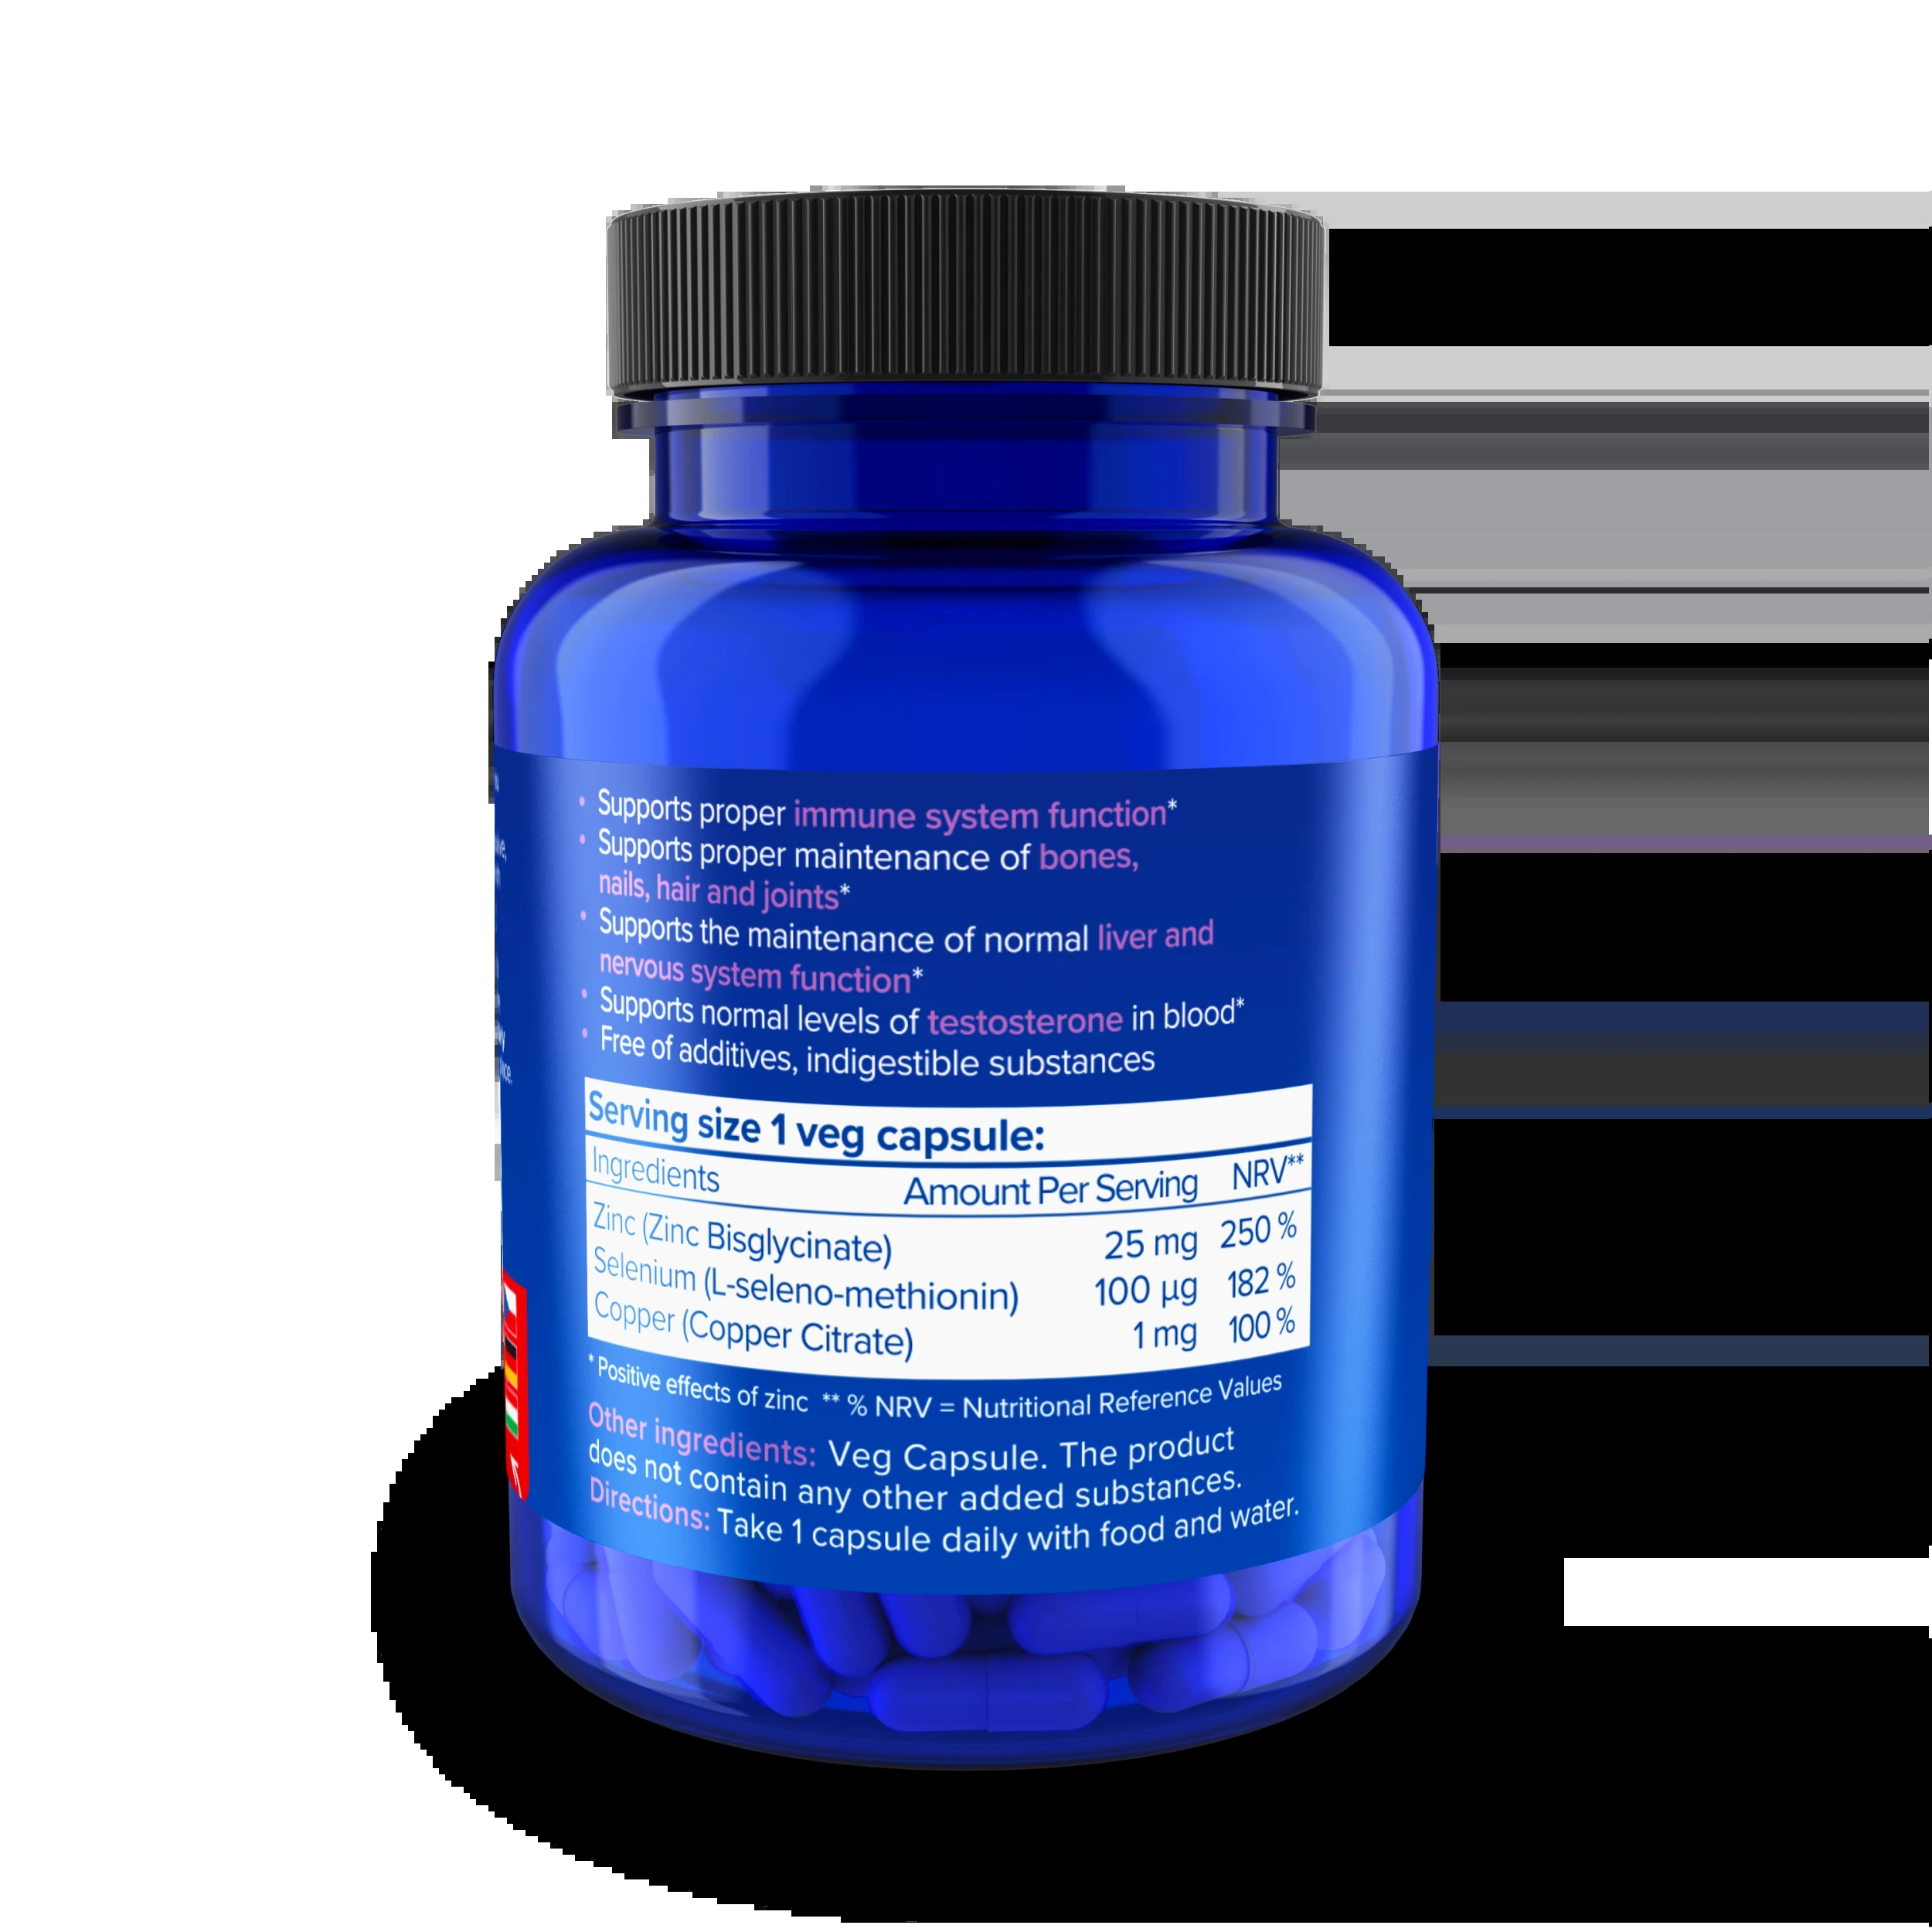 • Supports proper immune system function*
• Supports proper maintenance of bones,
nails, hair and joints*
• Supports the maintenance of normal liver and
nervous system function*
• Supports normal levels of testosterone in blood*
• Free of additives, indigestible substances
Serving size 1 veg capsule:
Ingredients Amount Per Serving NRV**
Zinc (Zinc Bisglycinate) 25 mg 250 %
Selenium (L-seleno-methionin) 100 µg 182 %
Copper (Copper Citrate) 1 mg 100 %
* Positive effects of zinc ** % NRV = Nutritional Reference Values
Other ingredients: Veg Capsule. The product
does not contain any other added substances.
Directions: Take 1 capsule daily with food and water.